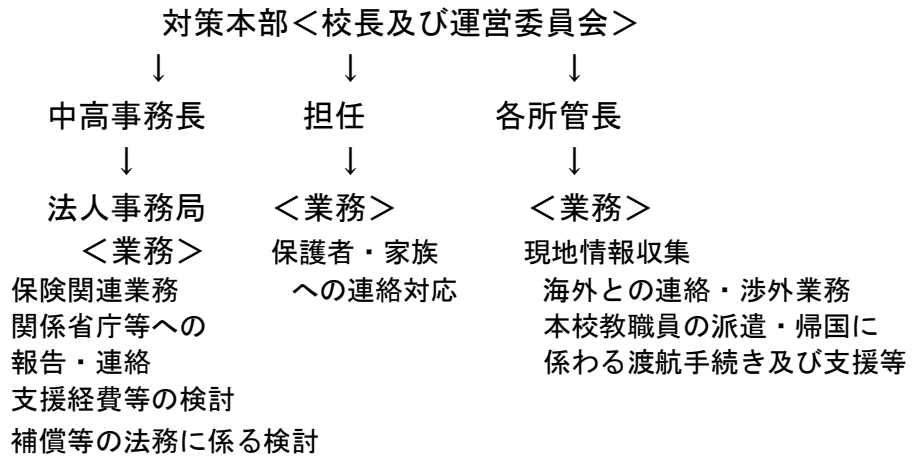 対策本部＜校長及び運営委員会＞
↓ ↓ ↓
中高事務長 担任 各所管長
↓ ↓ ↓
法人事務局 ＜業務＞ ＜業務＞
＜業務＞ 保護者・家族 現地情報収集
保険関連業務 への連絡対応 海外との連絡・渉外業務
関係省庁等への 本校教職員の派遣・帰国に
報告・連絡 係わる渡航手続き及び支援等
支援経費等の検討
補償等の法務に係る検討